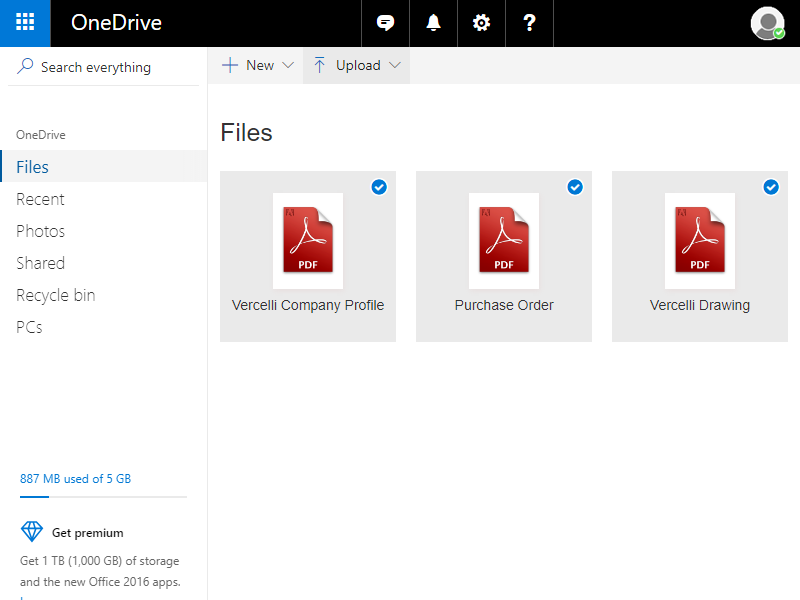 OneDrive
Search everything
New
Upload
OneDrive
Files
Recent
Photos
Shared
Recycle bin
PCs
Files
PDF
Vercelli Company Profile
PDF
Purchase Order
PDF
Vercelli Drawing
887 MB used of 5 GB
Get premium
Get 1 TB (1,000 GB) of storage
and the new Office 2016 apps.